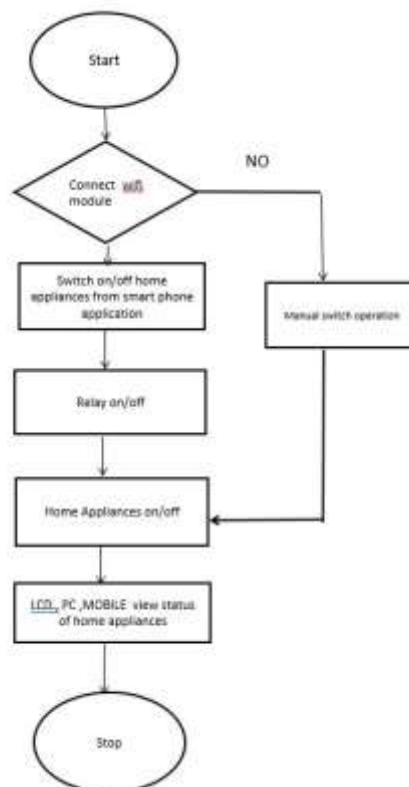 Start
NO
Connect wifi
module
Switch on/off home
appliances from smart phone
application
Manual switch operation
Relay on/off
Home Appliances on/off
LCD , PC ,MOBILE view status
of home appliances
Stop